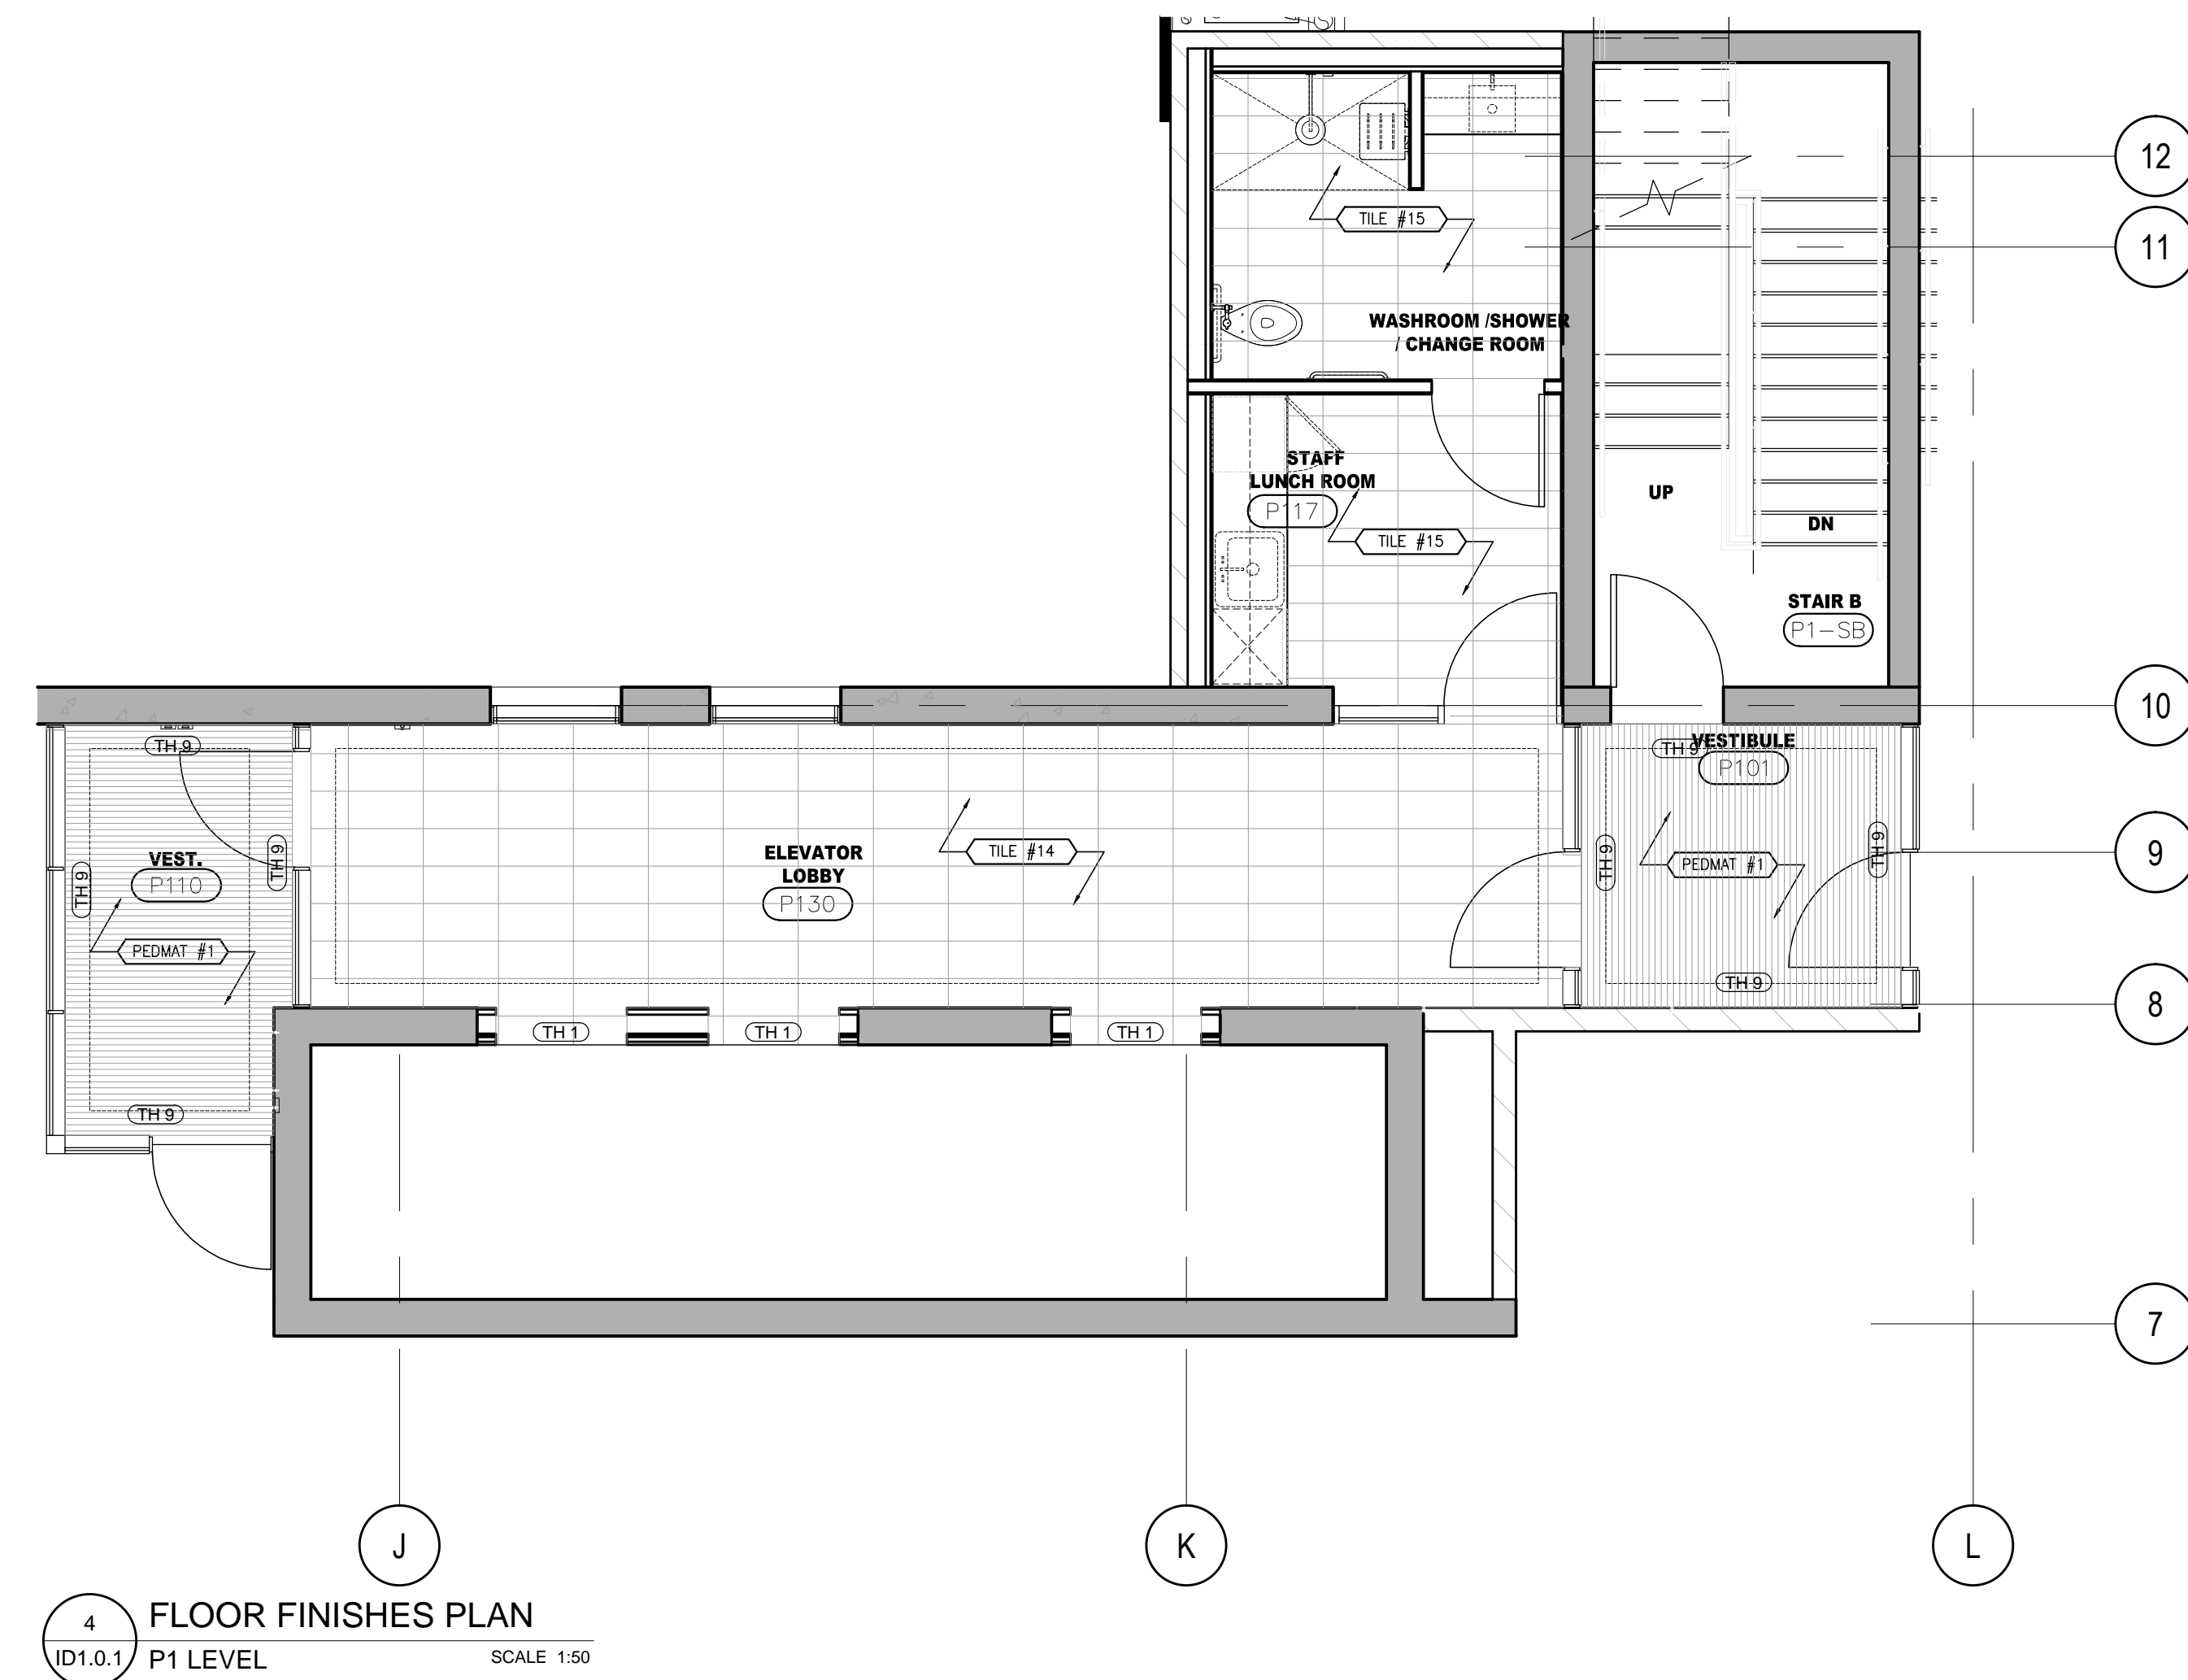 12
TILE #15
11
WASHROOM /SHOWER
/ CHANGE ROOM
STAFF
LUNCH ROOM
P117
UP
DN
TILE #15
STAIR B
P1-SB
10
TH 9
TH 9
VESTIBULE
P101
ELEVATOR
LOBBY
P130
TILE #14
9
VEST.
P110
TH 9
TH 9
TH 9
TH 9
PEDMAT #1
PEDMAT #1
TH 9
8
TH 1
TH 1
TH 1
TH 9
7
J
K
L
4
ID1.0.1
FLOOR FINISHES PLAN
P1 LEVEL
SCALE 1:50